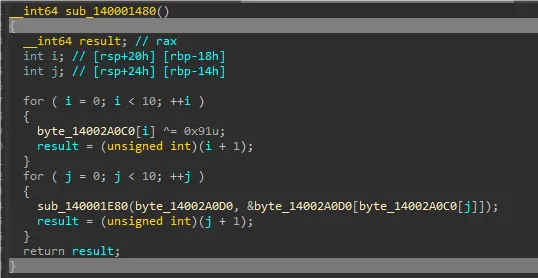 __int64 sub_140001480()
{
  __int64 result; // rax
  int i; // [rsp+20h] [rbp-18h]
  int j; // [rsp+24h] [rbp-14h]

  for ( i = 0; i < 10; ++i )
  {
    byte_14002A0C0[i] ^= 0x91u;
    result = (unsigned int)(i + 1);
  }
  for ( j = 0; j < 10; ++j )
  {
    sub_140001E80(byte_14002A0D0, &byte_14002A0D0[byte_14002A0C0[j]]);
    result = (unsigned int)(j + 1);
  }
  return result;
}